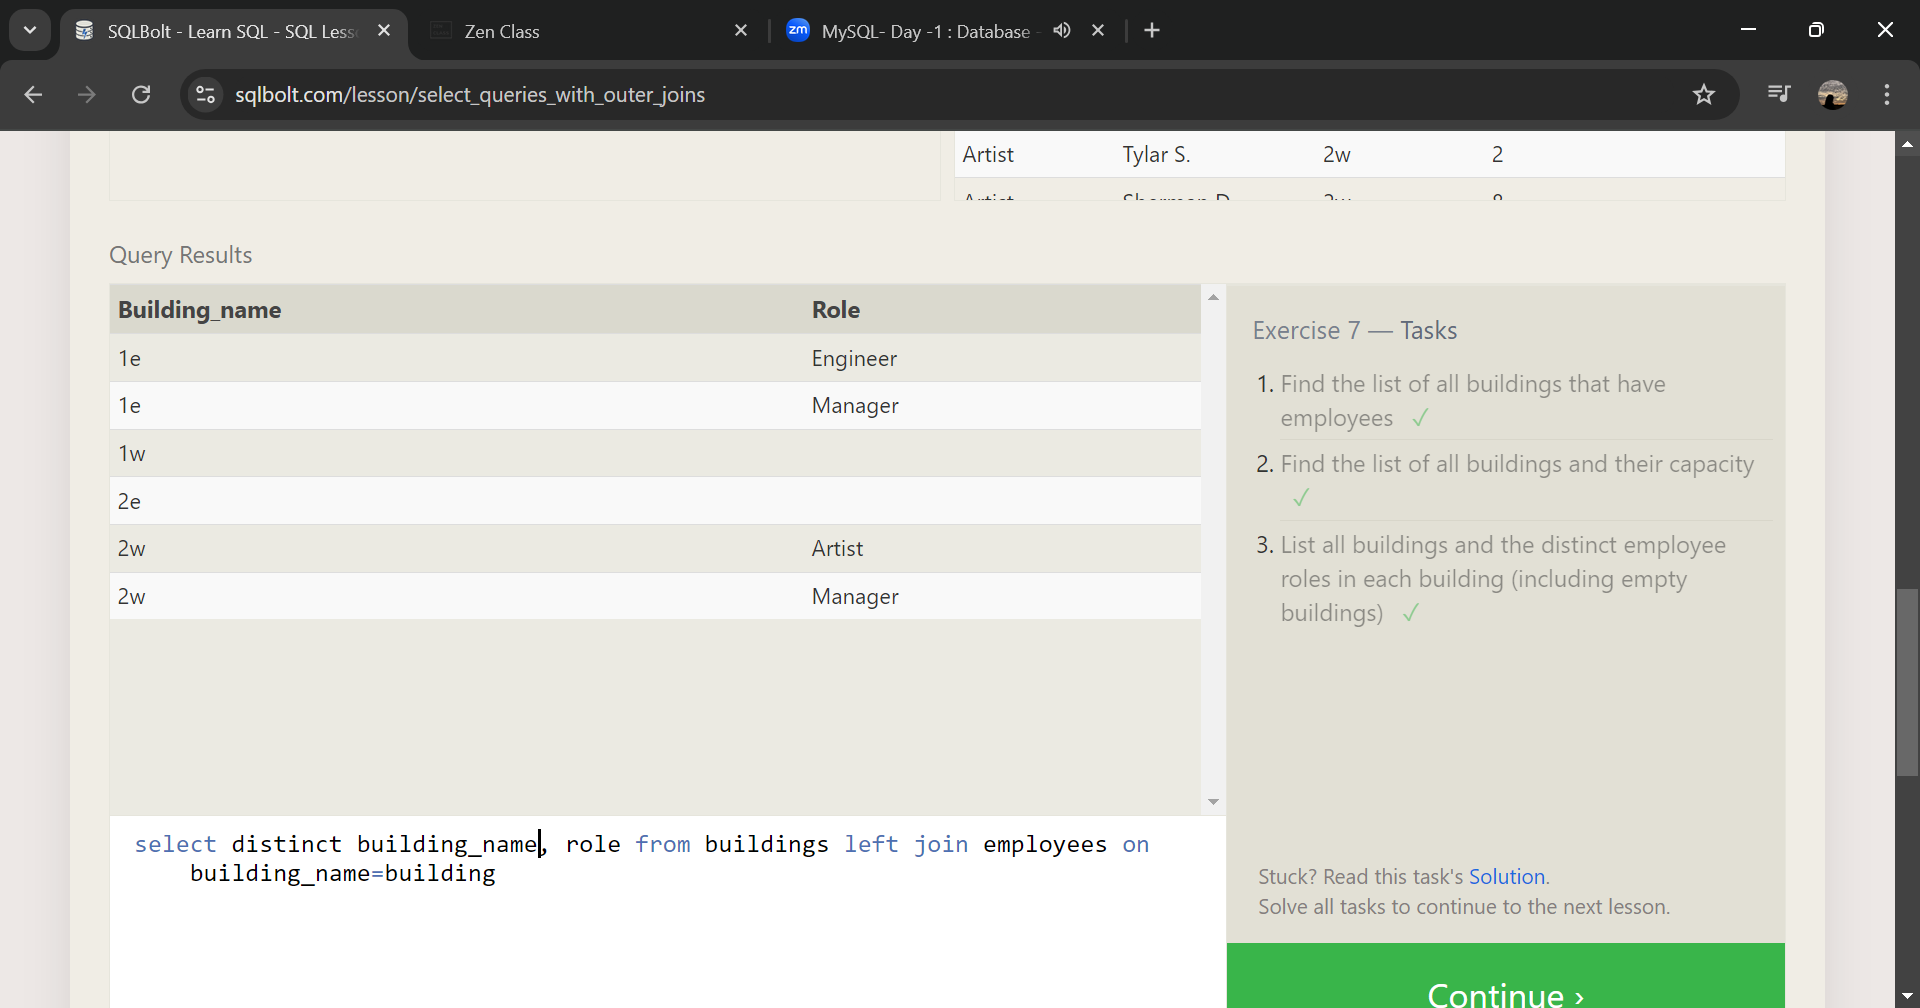 SQLBolt - Learn SQL - SQL Less
Zen Class
zm MySQL- Day -1 : Database -
sqlbolt.com/lesson/select_queries_with_outer_joins
Artist Tylar S. 2w 2
Artist Sherman D. 2w 8
Query Results
Building_name Role
1e Engineer
1e Manager
1w
2e
2w Artist
2w Manager
Exercise 7 — Tasks
1. Find the list of all buildings that have
employees ✓
2. Find the list of all buildings and their capacity
✓
3. List all buildings and the distinct employee
roles in each building (including empty
buildings) ✓
select distinct building_name, role from buildings left join employees on
building_name=building
Stuck? Read this task's Solution.
Solve all tasks to continue to the next lesson.
Continue ›